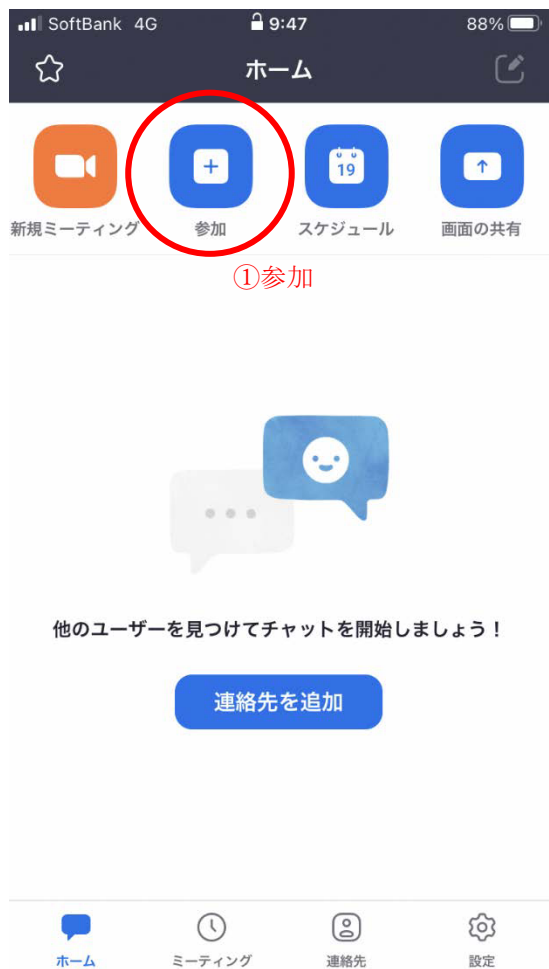 SoftBank 4G 9:47 88%
ホーム
19
新規ミーティング 参加 スケジュール 画面の共有
①参加
他のユーザーを見つけてチャットを開始しましょう！
連絡先を追加
ホーム ミーティング 連絡先 設定